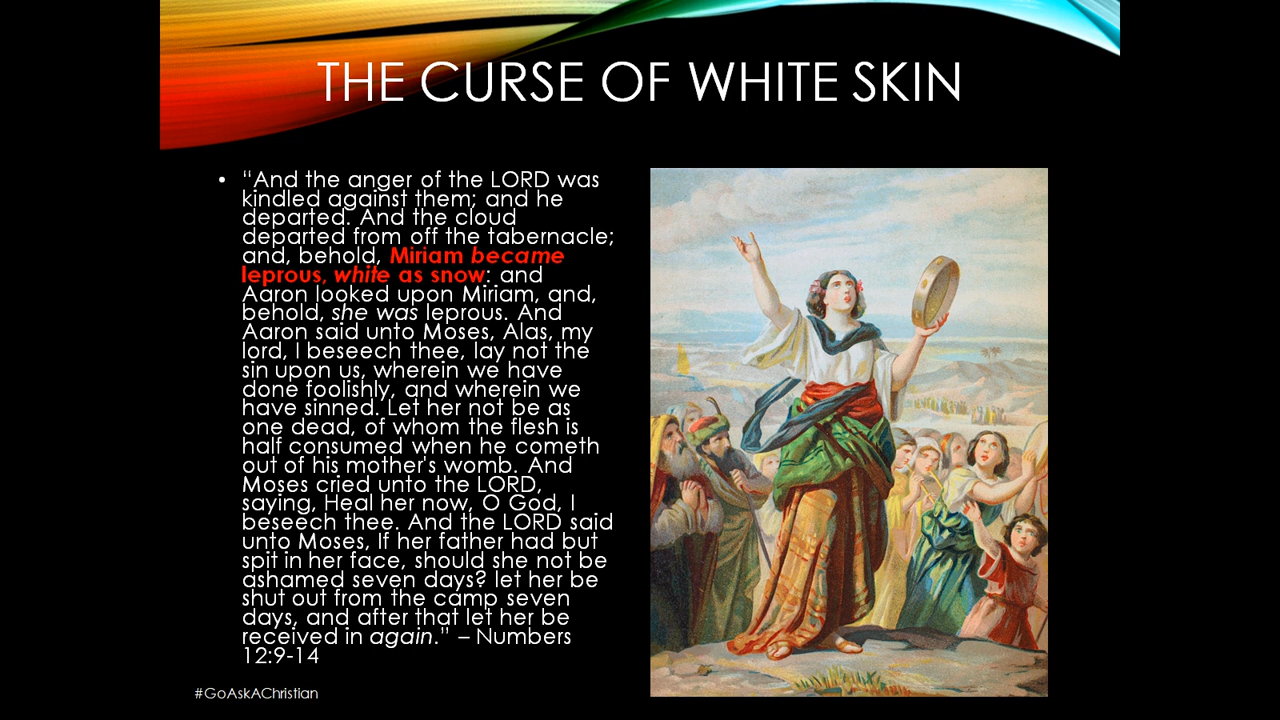 THE CURSE OF WHITE SKIN
• "And the anger of the LORD was
kindled against them; and he
departed. And the cloud
departed from off the tabernacle;
and, behold, Miriam became
leprous, white as snow: and
Aaron looked upon Miriam, and,
behold, she was leprous. And
Aaron said unto Moses, Alas, my
lord, I beseech thee, lay not the
sin upon us, wherein we have
done foolishly, and wherein we
have sinned. Let her not be as
one dead, of whom the flesh is
half consumed when he cometh
out of his mother's womb. And
Moses cried unto the LORD,
saying, Heal her now, O God, I
beseech thee. And the LORD said
unto Moses, If her father had but
spit in her face, should she not be
ashamed seven days? let her be
shut out from the camp seven
days, and after that let her be
received in again." – Numbers
12:9-14
#GoAskAChristian